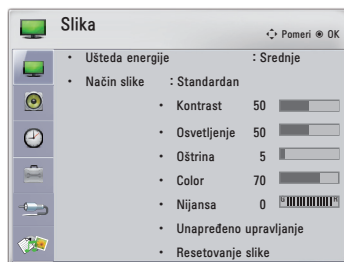 Slika
Pomeri OK
• Ušteda energije : Srednje
• Način slike : Standardan
• Kontrast 50
• Osvetljenje 50
• Oštrina 5
• Color 70
• Nijansa 0 G R
• Unapređeno upravljanje
• Resetovanje slike